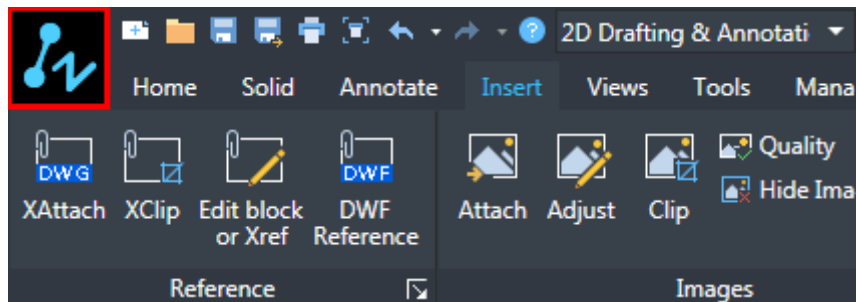 2D Drafting & Annotati
Home Solid Annotate Insert Views Tools Mana
DWG DWF Quality
Hide Ima
XAttach XClip Edit block DWF Attach Adjust Clip
or Xref Reference
Reference Images